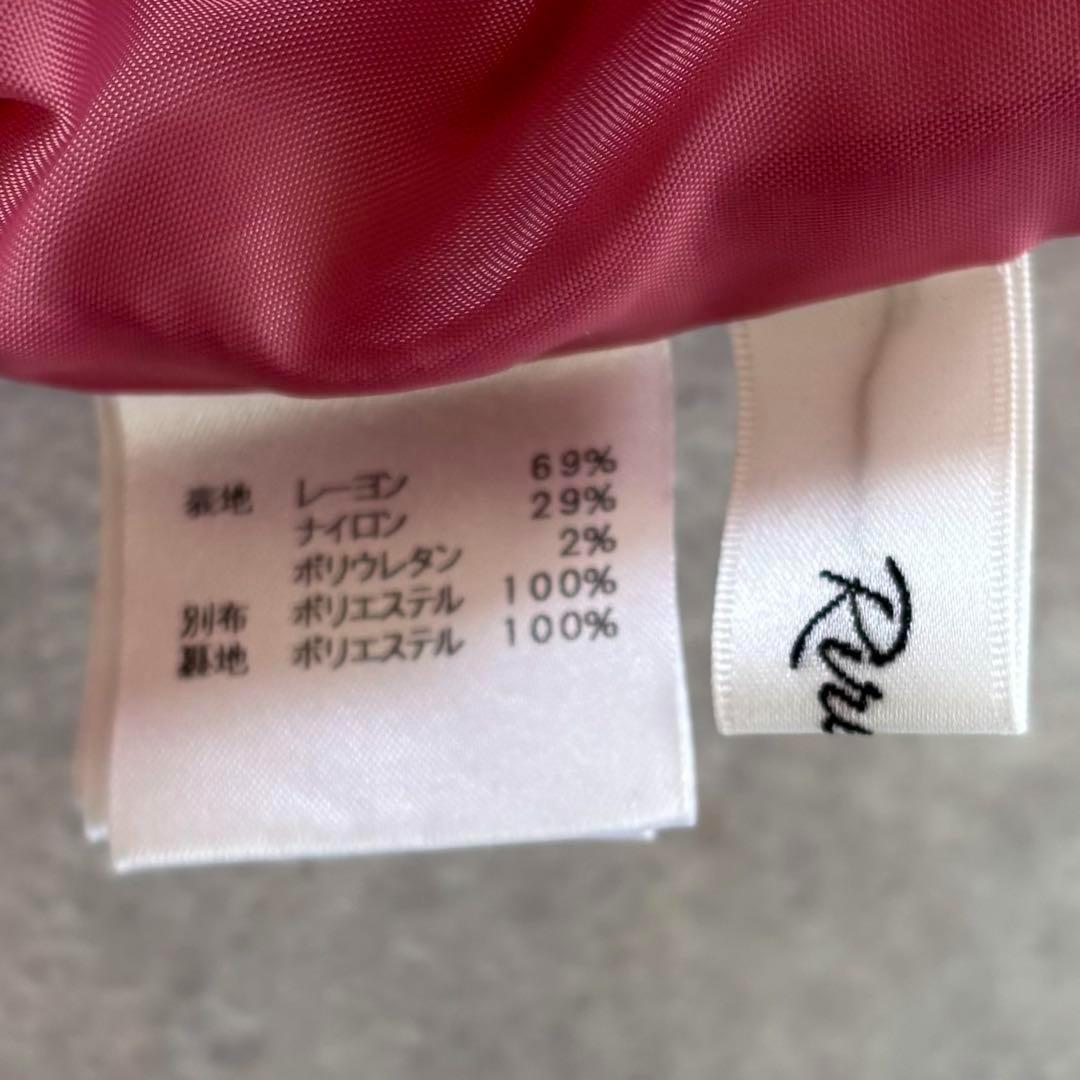 表地 レーヨン 69%
ナイロン 29%
ポリウレタン 2%
別布 ポリエステル 100%
裏地 ポリエステル 100%
Riru